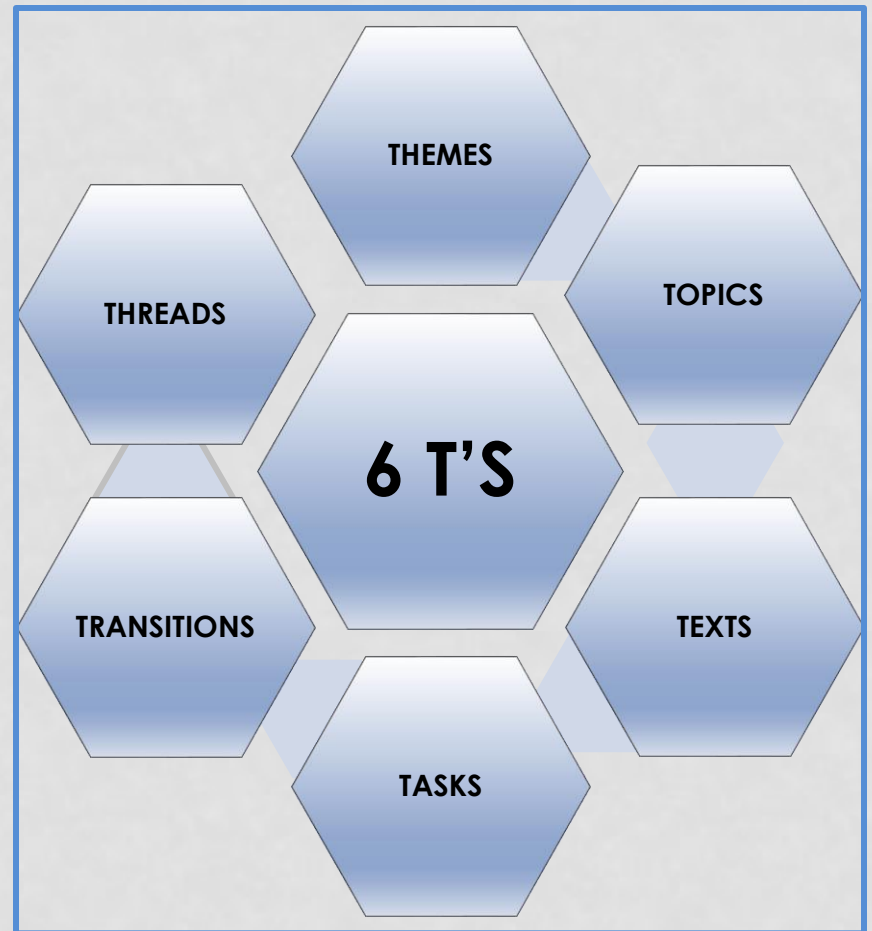 THEMES
TOPICS
THREADS
6 T’S
TEXTS
TRANSITIONS
TASKS